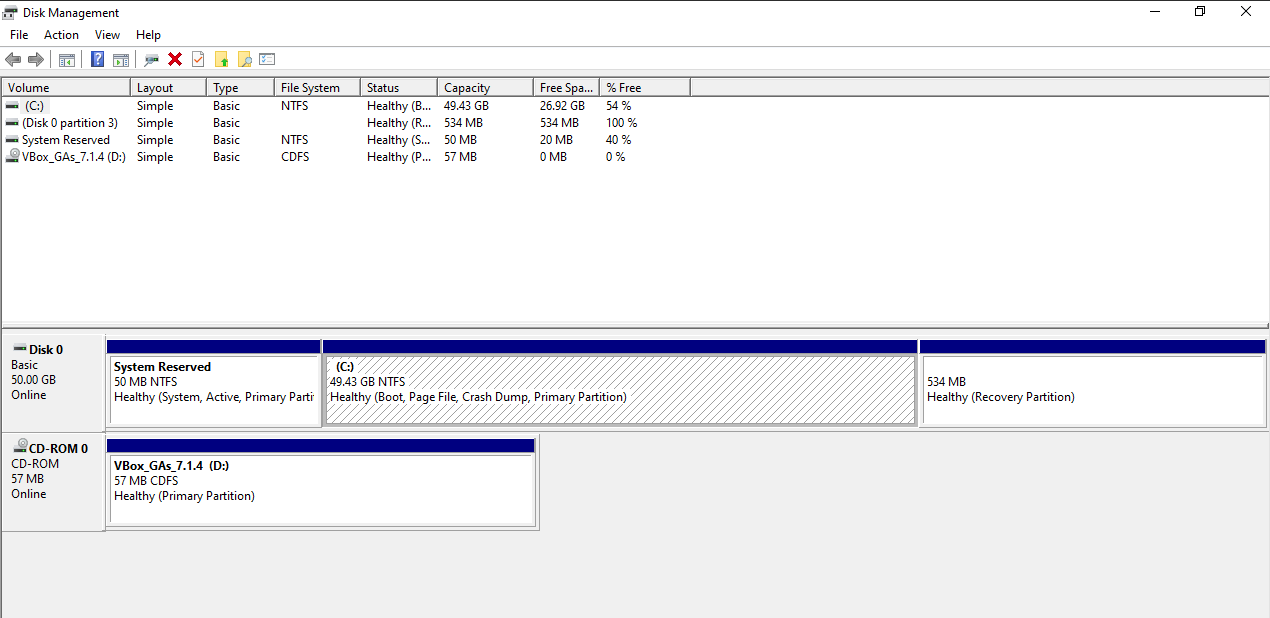 Disk Management
File Action View Help
Volume Layout Type File System Status Capacity Free Spa... % Free
(C:) Simple Basic NTFS Healthy (B... 49.43 GB 26.92 GB 54 %
(Disk 0 partition 3) Simple Basic Healthy (R... 534 MB 534 MB 100 %
System Reserved Simple Basic NTFS Healthy (S... 50 MB 20 MB 40 %
VBox_GAs_7.1.4 (D:) Simple Basic CDFS Healthy (P... 57 MB 0 MB 0 %
Disk 0
Basic
50.00 GB
Online
System Reserved
50 MB NTFS
Healthy (System, Active, Primary Parti
(C:)
49.43 GB NTFS
Healthy (Boot, Page File, Crash Dump, Primary Partition)
534 MB
Healthy (Recovery Partition)
CD-ROM 0
CD-ROM
57 MB
Online
VBox_GAs_7.1.4 (D:)
57 MB CDFS
Healthy (Primary Partition)